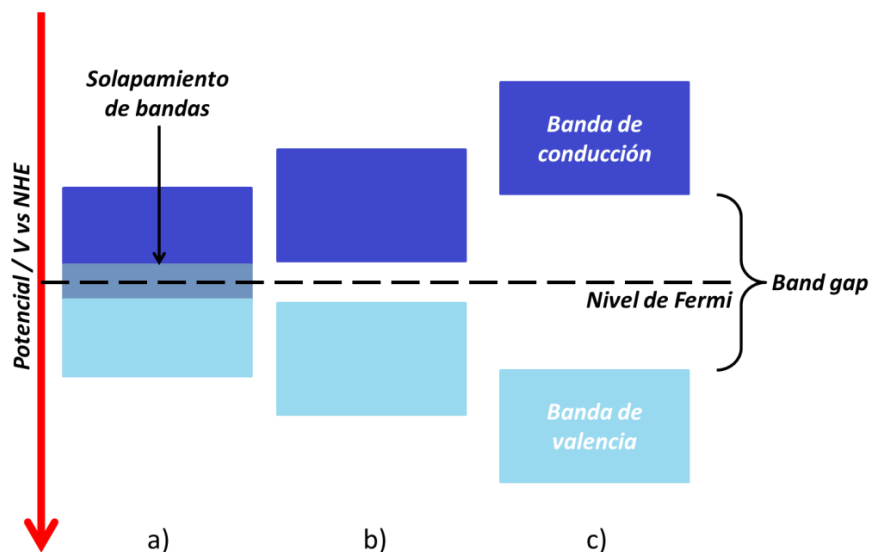 Solapamiento
de bandas
Banda de
conducción
Potencial / V vs NHE
Nivel de Fermi
Band gap
Banda de
valencia
a)
b)
c)